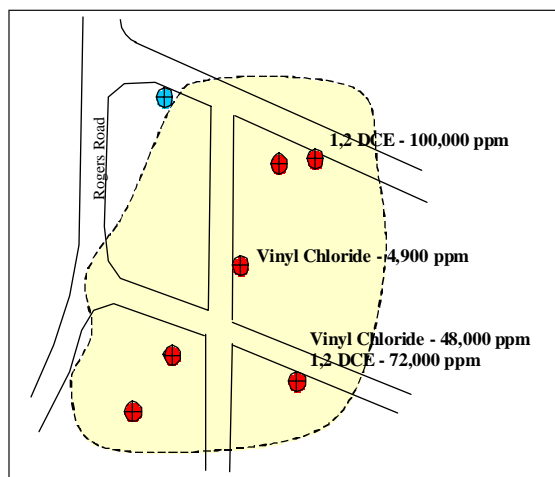 Rogers Road
1,2 DCE - 100,000 ppm
Vinyl Chloride - 4,900 ppm
Vinyl Chloride - 48,000 ppm
1,2 DCE - 72,000 ppm